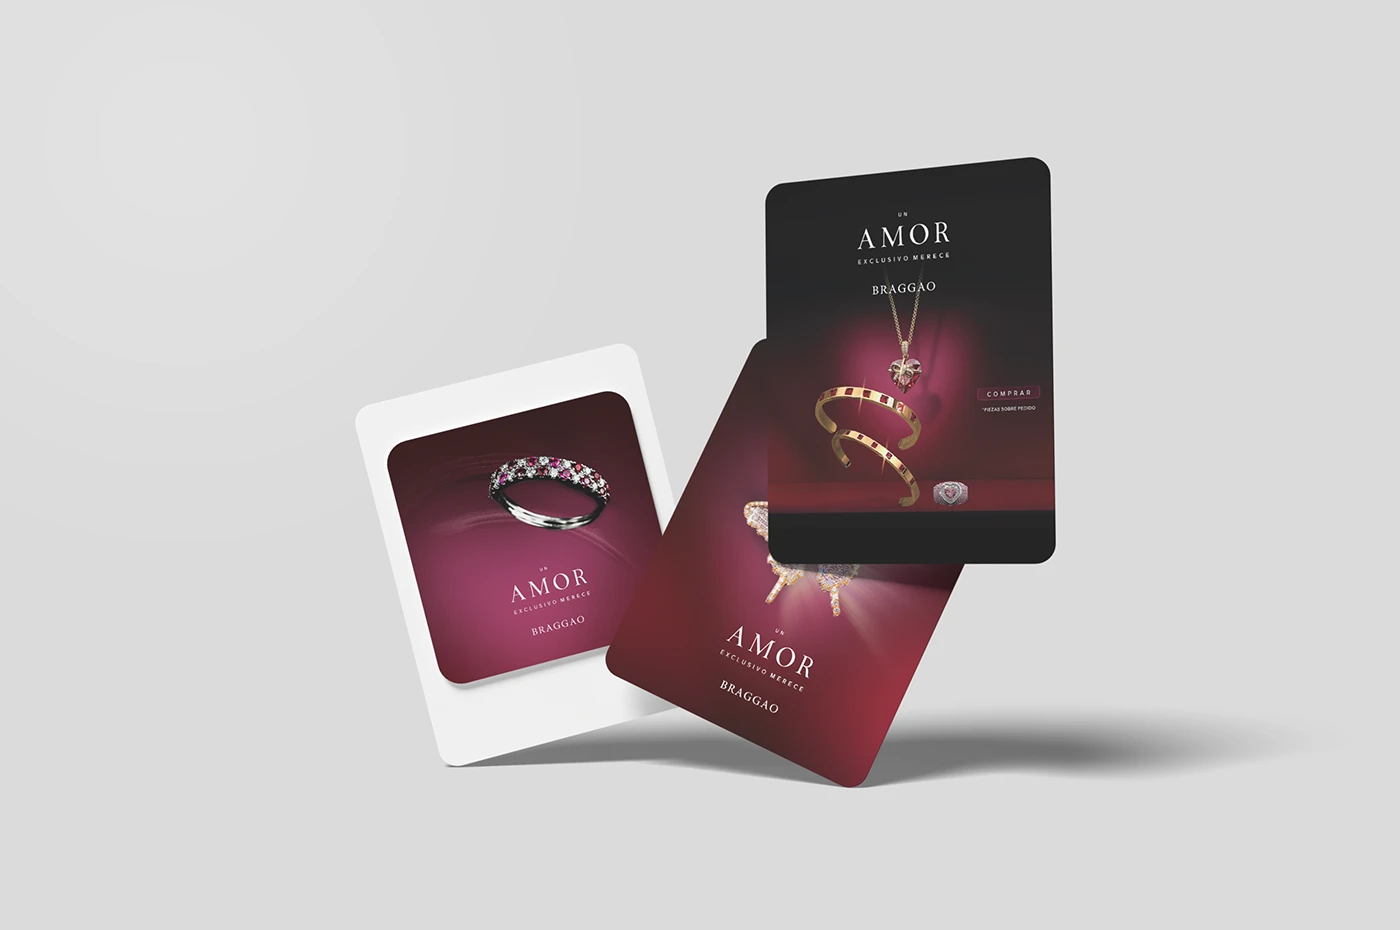 UN
AMOR
EXCLUSIVO MERECE
BRAGGAO
UN
AMOR
EXCLUSIVO MERECE
BRAGGAO
UN
AMOR
EXCLUSIVO MERECE
BRAGGAO
COMPRAR
*PIEZAS SOBRE PEDIDO